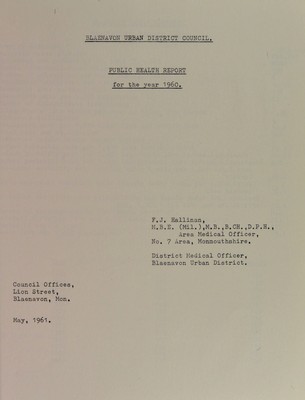 BLAENAVON URBAN DISTRICT COUNCIL.
PUBLIC HEALTH REPORT
for the year 1960.
F.J. Hallinan,
M.B.E. (Mil.),M.B.,B.CH.,D.P.H.,
Area Medical Officer,
No. 7 Area, Monmouthshire.
District Medical Officer,
Blaenavon Urban District.
Council Offices,
Lion Street,
Blaenavon, Mon.
May, 1961.